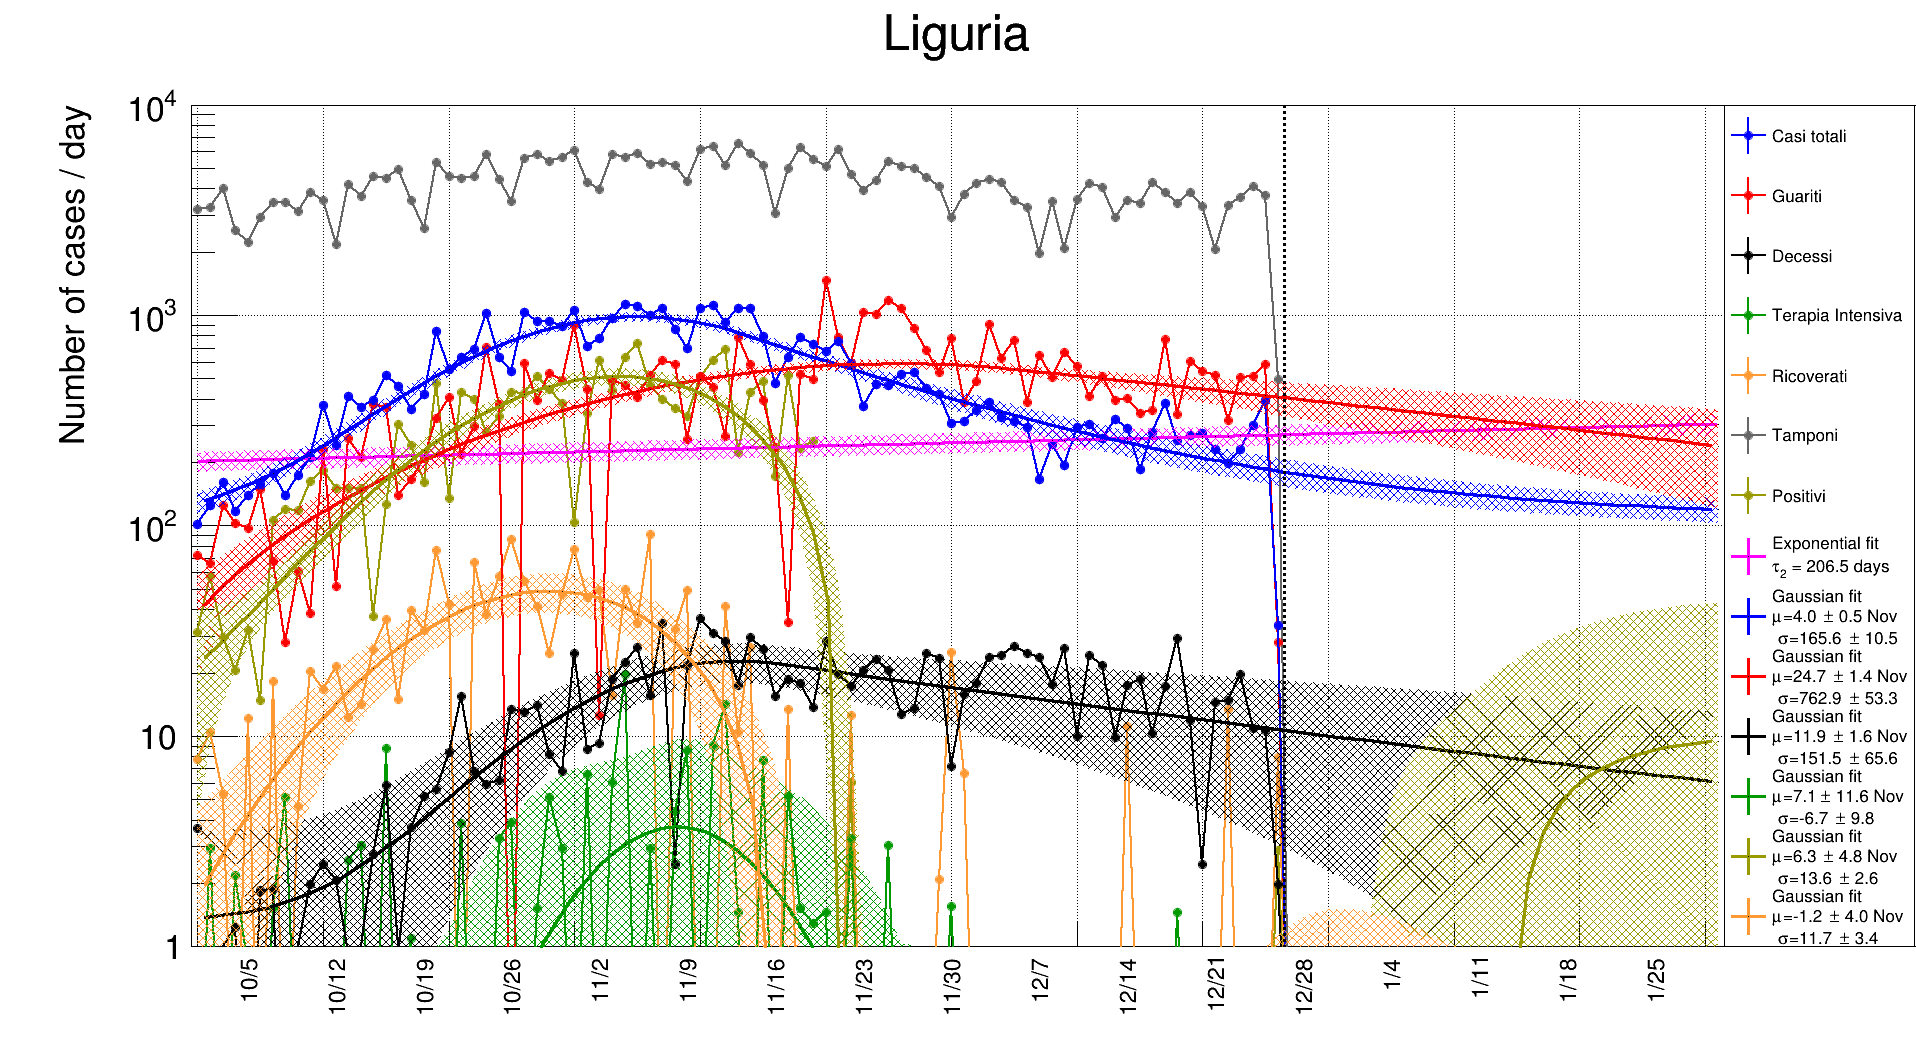 Liguria
Number of cases / day
10^4
10^3
10^2
10
1
10/5
10/12
10/19
10/26
11/2
11/9
11/16
11/23
11/30
12/7
12/14
12/21
12/28
1/4
1/11
1/18
1/25
Casi totali
Guariti
Decessi
Terapia Intensiva
Ricoverati
Tamponi
Positivi
Exponential fit
τ_2 = 206.5 days
Gaussian fit
μ=4.0 ± 0.5 Nov
σ=165.6 ± 10.5
Gaussian fit
μ=24.7 ± 1.4 Nov
σ=762.9 ± 53.3
Gaussian fit
μ=11.9 ± 1.6 Nov
σ=151.5 ± 65.6
Gaussian fit
μ=7.1 ± 11.6 Nov
σ=-6.7 ± 9.8
Gaussian fit
μ=6.3 ± 4.8 Nov
σ=13.6 ± 2.6
Gaussian fit
μ=-1.2 ± 4.0 Nov
σ=11.7 ± 3.4